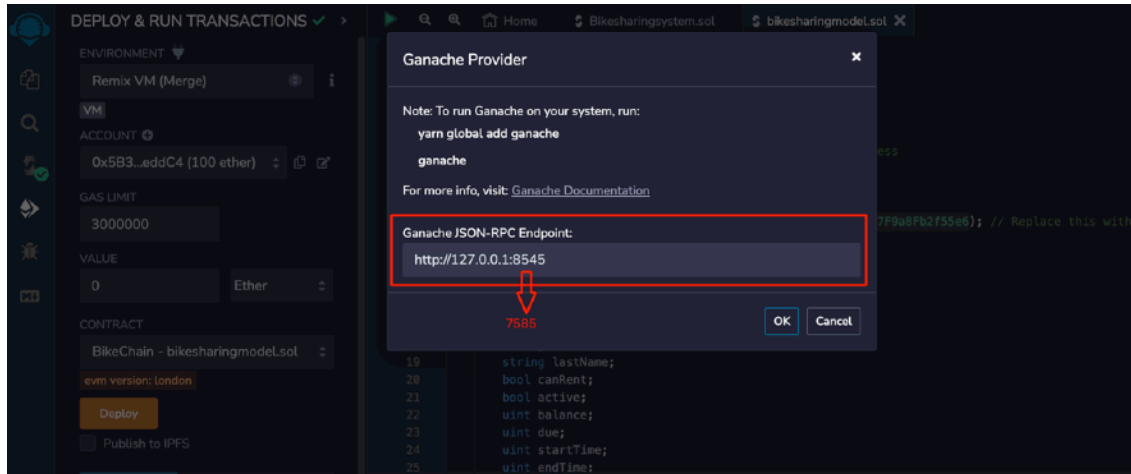 DEPLOY & RUN TRANSACTIONS
Home
Bikesharingsystem.sol
bikesharingmodel.sol
ENVIRONMENT
Remix VM (Merge)
VM
ACCOUNT
0x5B3...eddC4 (100 ether)
GAS LIMIT
3000000
VALUE
0
Ether
CONTRACT
BikeChain - bikesharingmodel.sol
evm version: london
Deploy
Publish to IPFS
Ganache Provider
Note: To run Ganache on your system, run:
yarn global add ganache
ganache
For more info, visit: Ganache Documentation
Ganache JSON-RPC Endpoint:
http://127.0.0.1:8545
7585
OK
Cancel
ess
7F9a8Fb2f55e6); // Replace this with
19 string lastName;
20 bool canRent;
21 bool active;
22 uint balance;
23 uint due;
24 uint startTime;
25 uint endTime;